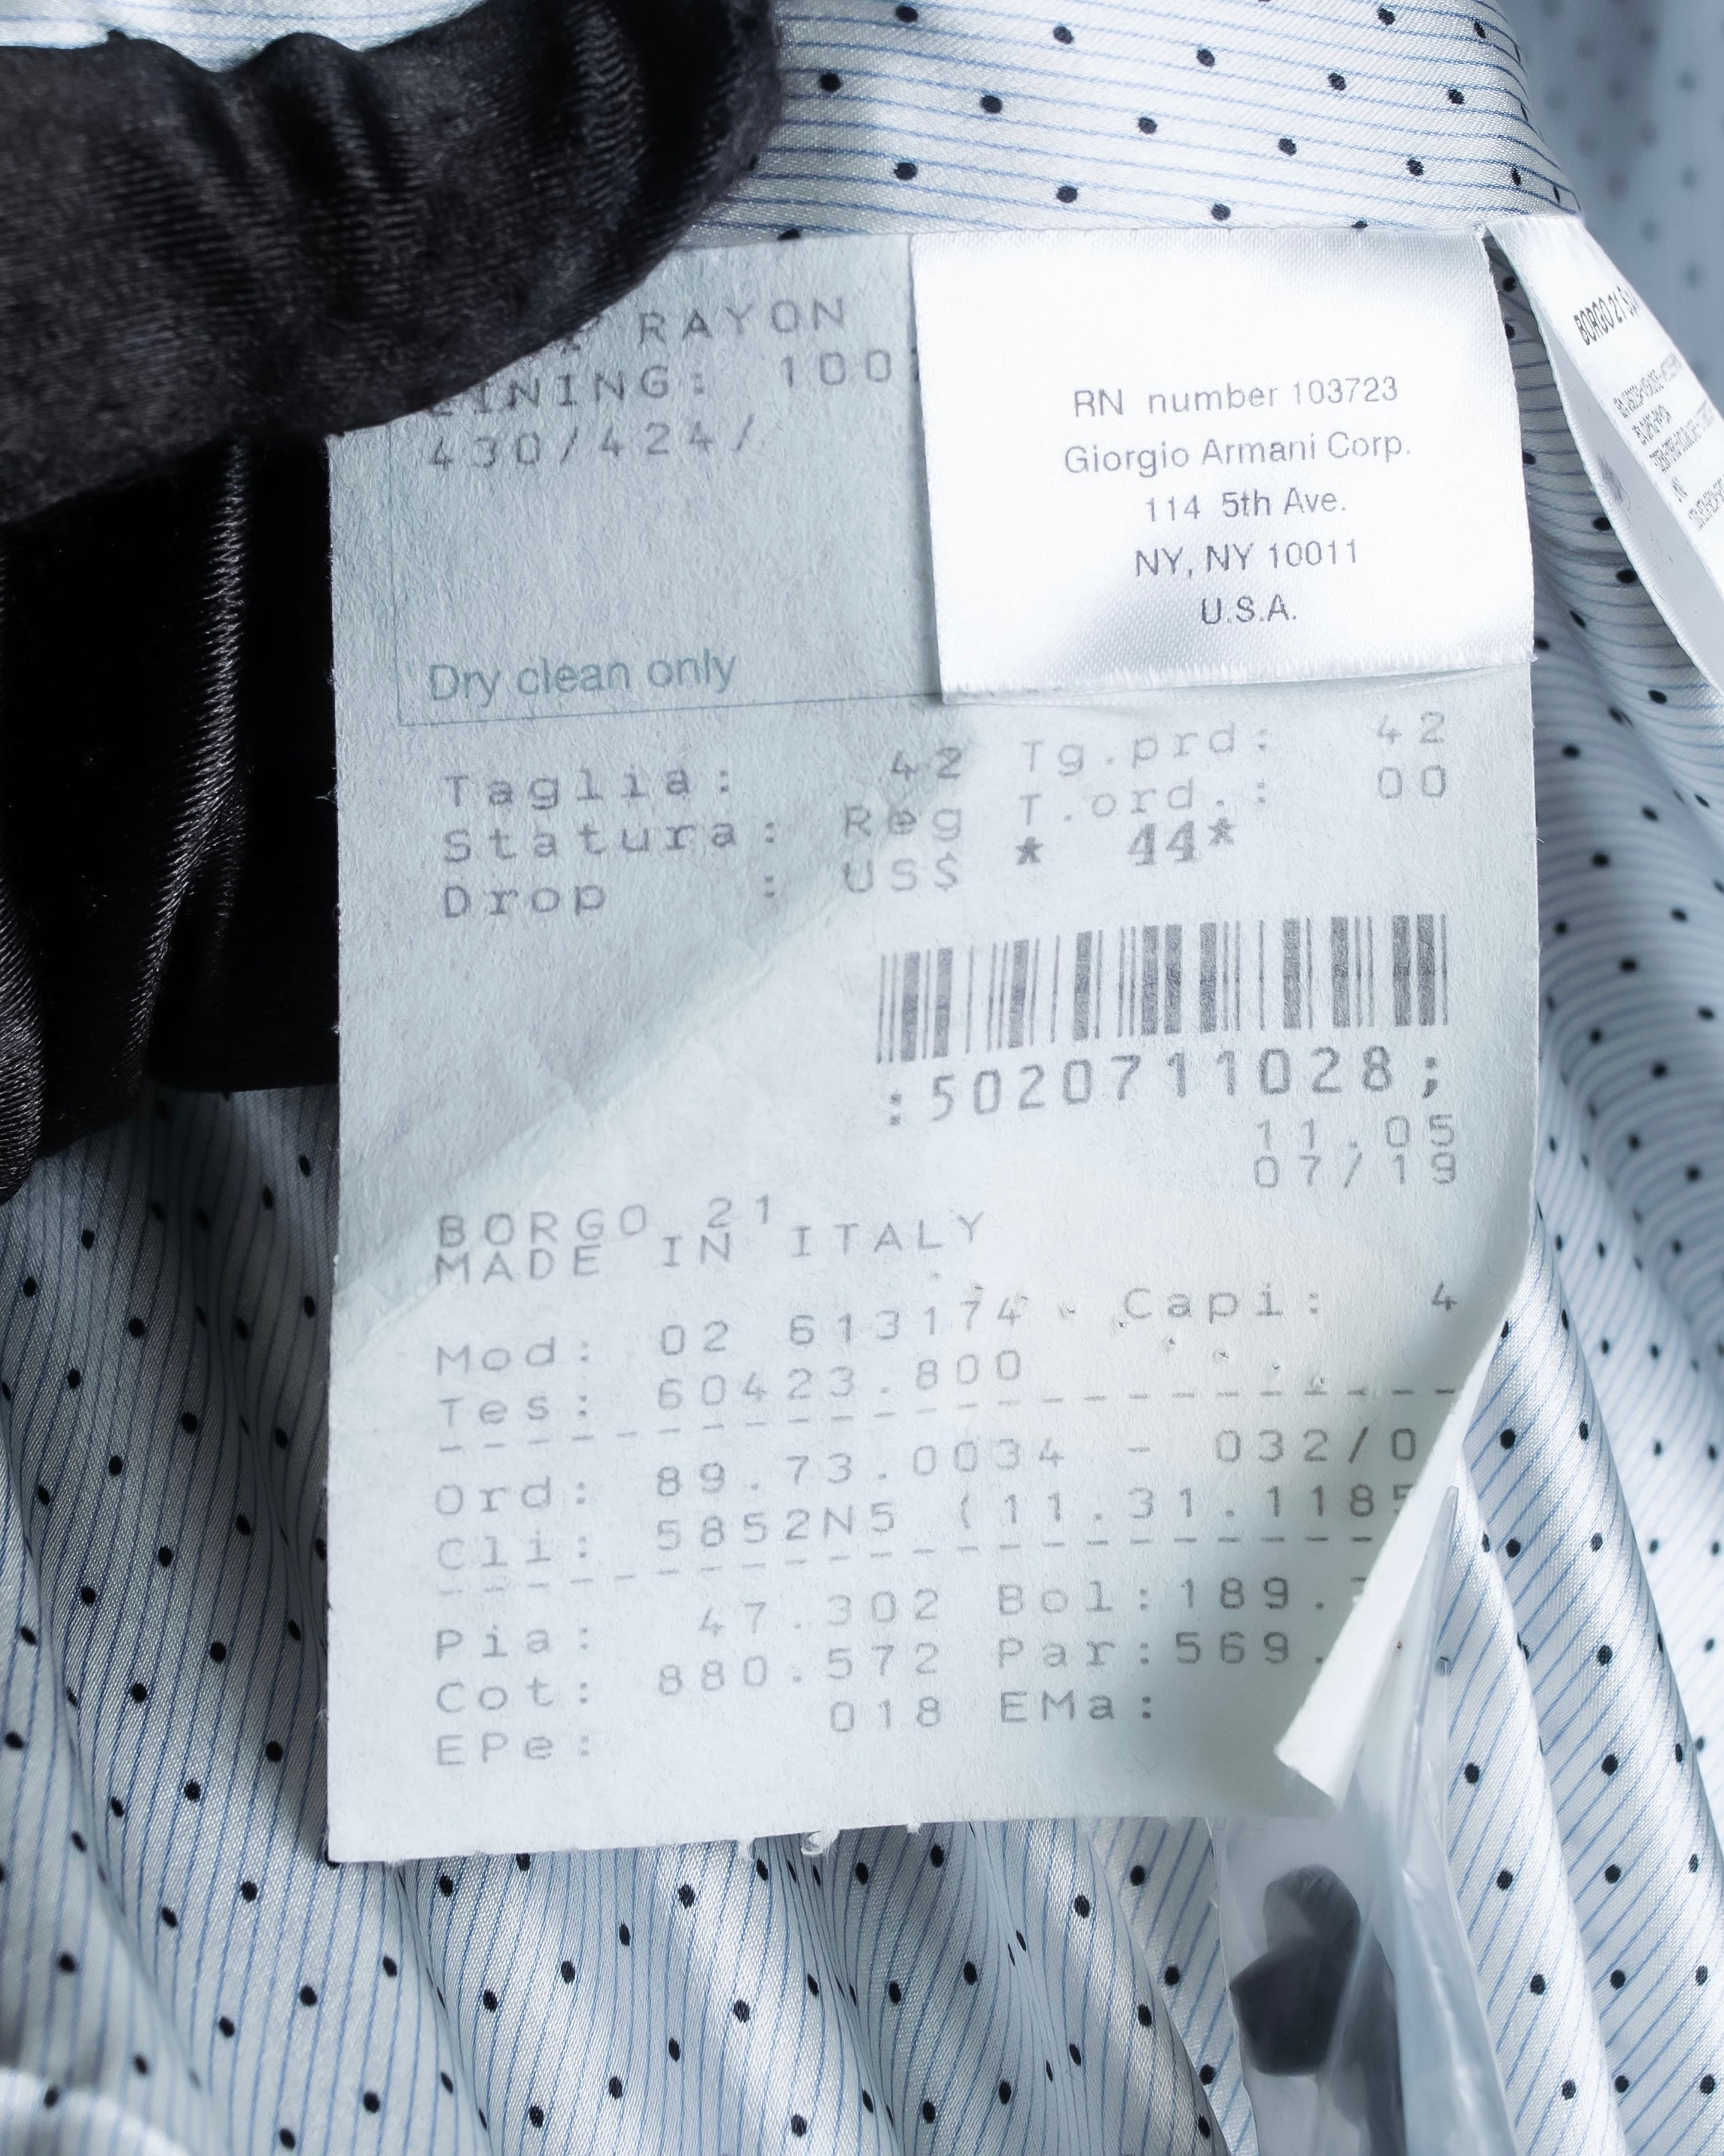 RAYON
LINING: 100
430/424/
Dry clean only
RN number 103723
Giorgio Armani Corp.
114 5th Ave.
NY, NY 10011
U.S.A.
BORGO 21
Taglia: 42 Tg.prd: 42
Statura: Reg T.ord.: 00
Drop : US$ * 44*
:5020711028;
11.05
07/19
BORGO 21
MADE IN ITALY
Mod: 02 613174 Capi: 4
Tes: 60423.800
Ord: 89.73.0034 - 032/0
Cli: 5852N5 (11.31.1185
Pia: 47.302 Bol:189.
Cot: 880.572 Par:569.
EPe: 018 EMa: